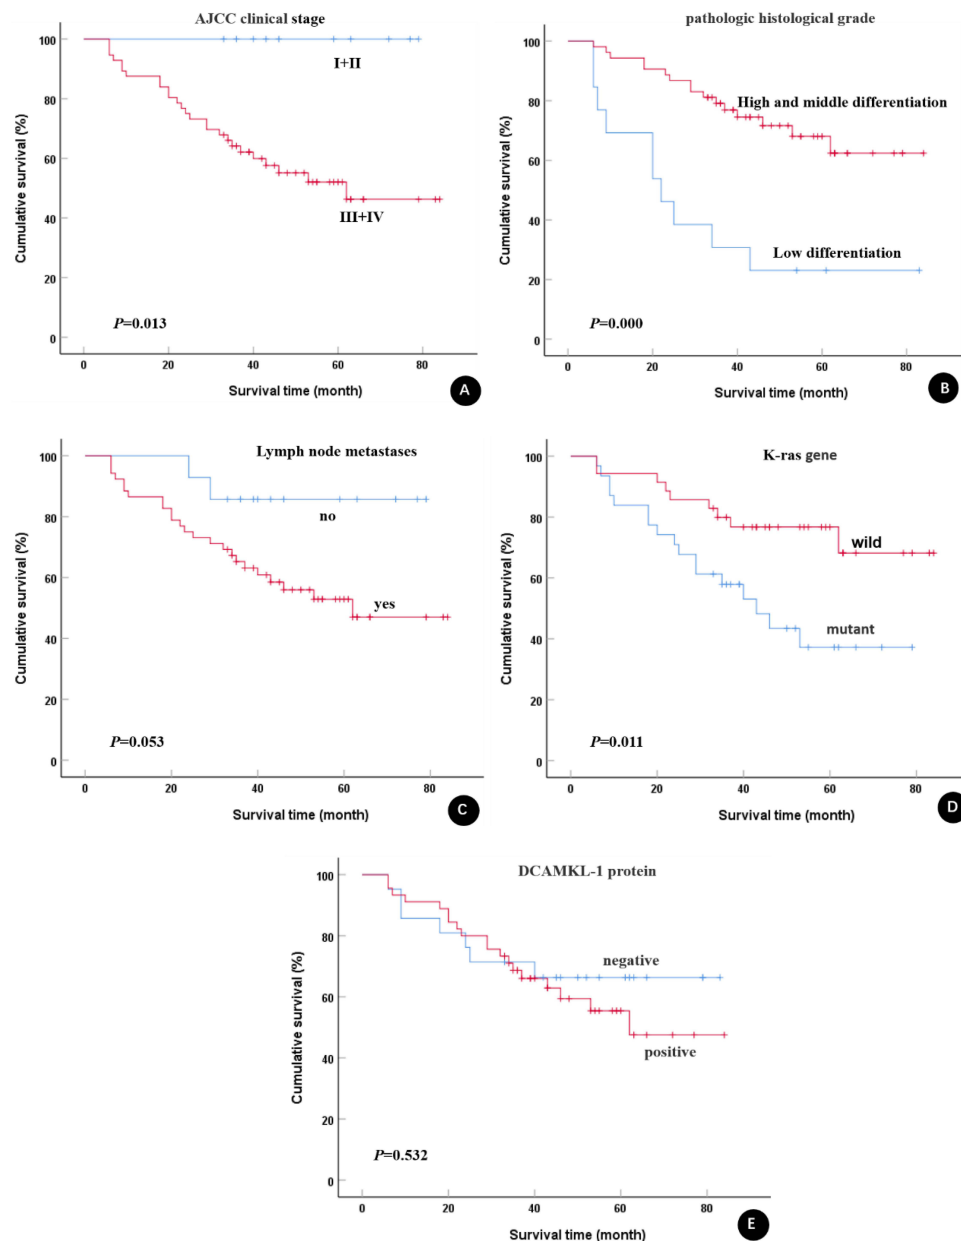 AJCC clinical stage
100
80
60
40
20
0
Cumulative survival (%)
I+II
III+IV
P=0.013
0 20 40 60 80
Survival time (month)
A
pathologic histological grade
100
80
60
40
20
0
Cumulative survival (%)
High and middle differentiation
Low differentiation
P=0.000
0 20 40 60 80
Survival time (month)
B
Lymph node metastases
100
80
60
40
20
0
Cumulative survival (%)
no
yes
P=0.053
0 20 40 60 80
Survival time (month)
C
K-ras gene
100
80
60
40
20
0
Cumulative survival (%)
wild
mutant
P=0.011
0 20 40 60 80
Survival time (month)
D
DCAMKL-1 protein
100
80
60
40
20
0
Cumulative survival (%)
negative
positive
P=0.532
0 20 40 60 80
Survival time (month)
E